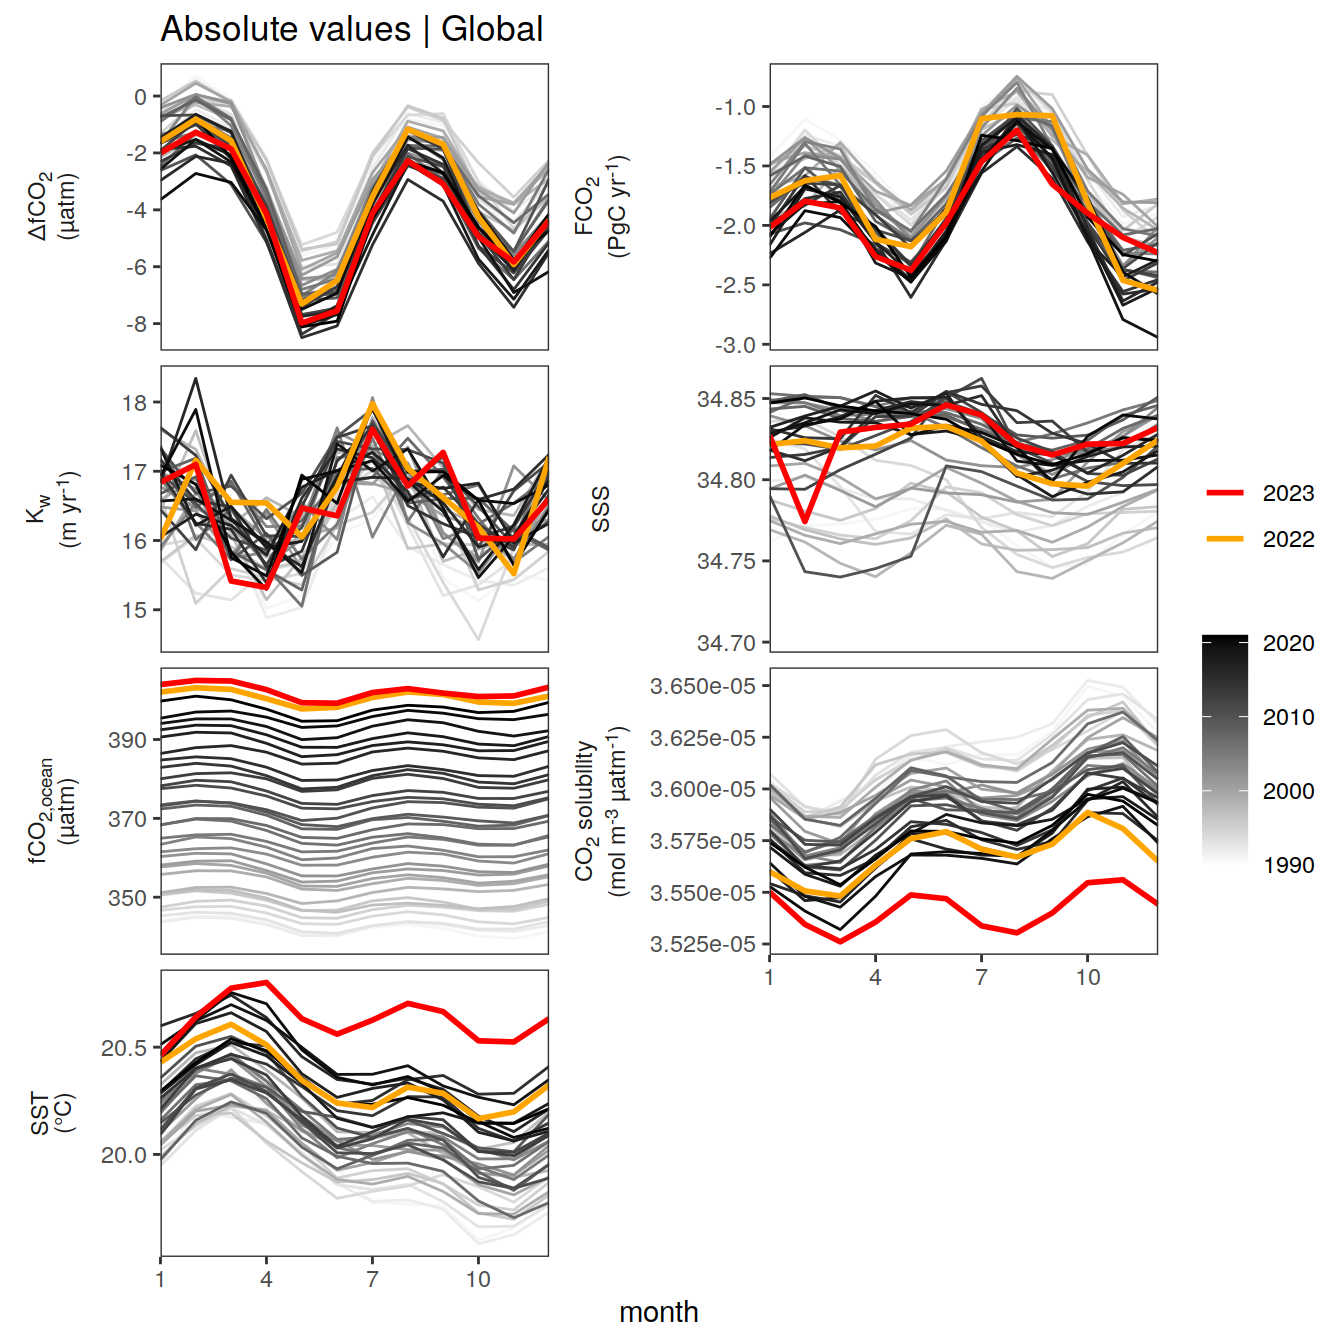 Absolute values | Global
ΔfCO₂
(µatm)
0
-2
-4
-6
-8
FCO₂
(PgC yr⁻¹)
-1.0
-1.5
-2.0
-2.5
-3.0
K_w
(m yr⁻¹)
18
17
16
15
SSS
34.85
34.80
34.75
34.70
2023
2022
2020
2010
2000
1990
fCO₂,ocean
(µatm)
390
370
350
CO₂ solubility
(mol m⁻³ µatm⁻¹)
3.650e-05
3.625e-05
3.600e-05
3.575e-05
3.550e-05
3.525e-05
1 4 7 10
SST
(°C)
20.5
20.0
1 4 7 10
month